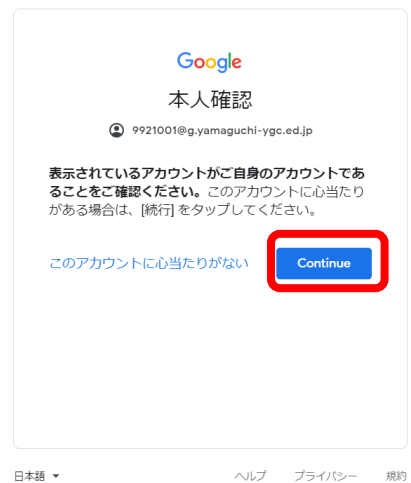 Google
本人確認
9921001@g.yamaguchi-ygc.ed.jp
表示されているアカウントがご自身のアカウントであ
ることをご確認ください。このアカウントに心当たり
がある場合は、[続行] をタップしてください。
このアカウントに心当たりがない
Continue
日本語
ヘルプ
プライバシー
規約